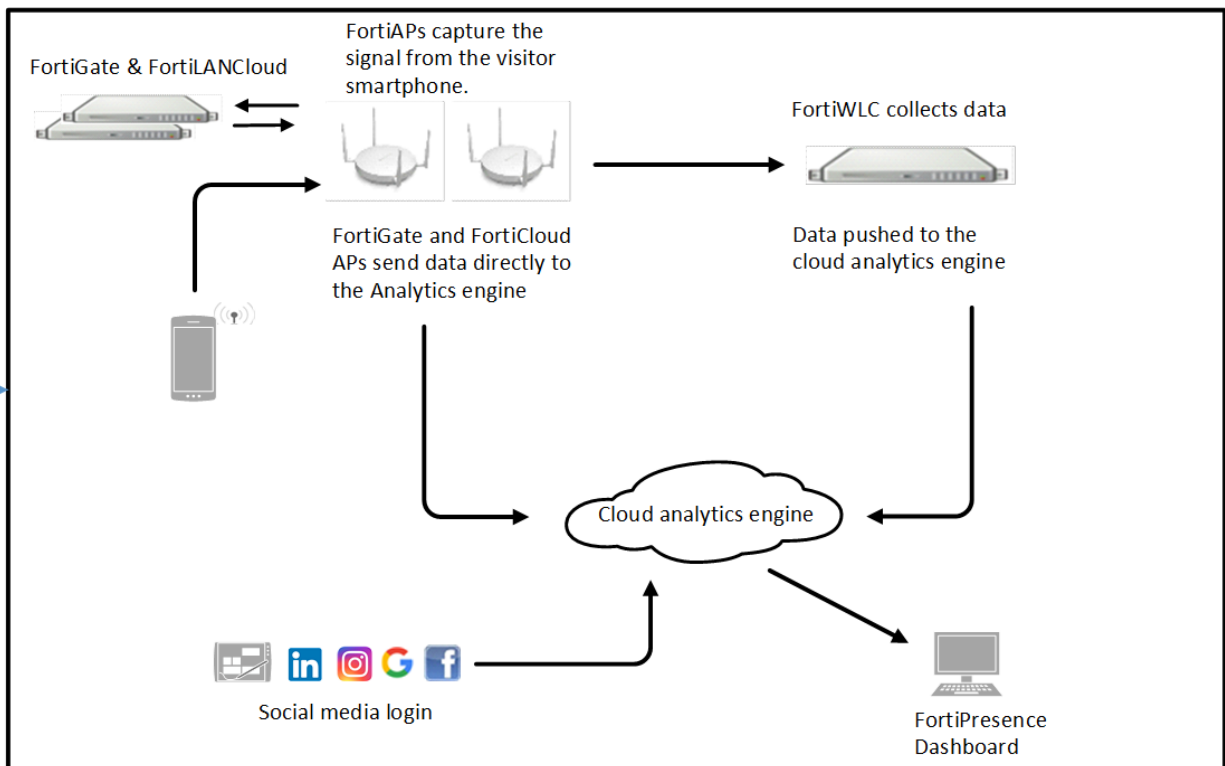 FortiGate & FortiLANCloud
FortiAPs capture the
signal from the visitor
smartphone.
FortiWLC collects data
FortiGate and FortiCloud
APs send data directly to
the Analytics engine
Data pushed to the
cloud analytics engine
Cloud analytics engine
in
G
f
Social media login
FortiPresence
Dashboard